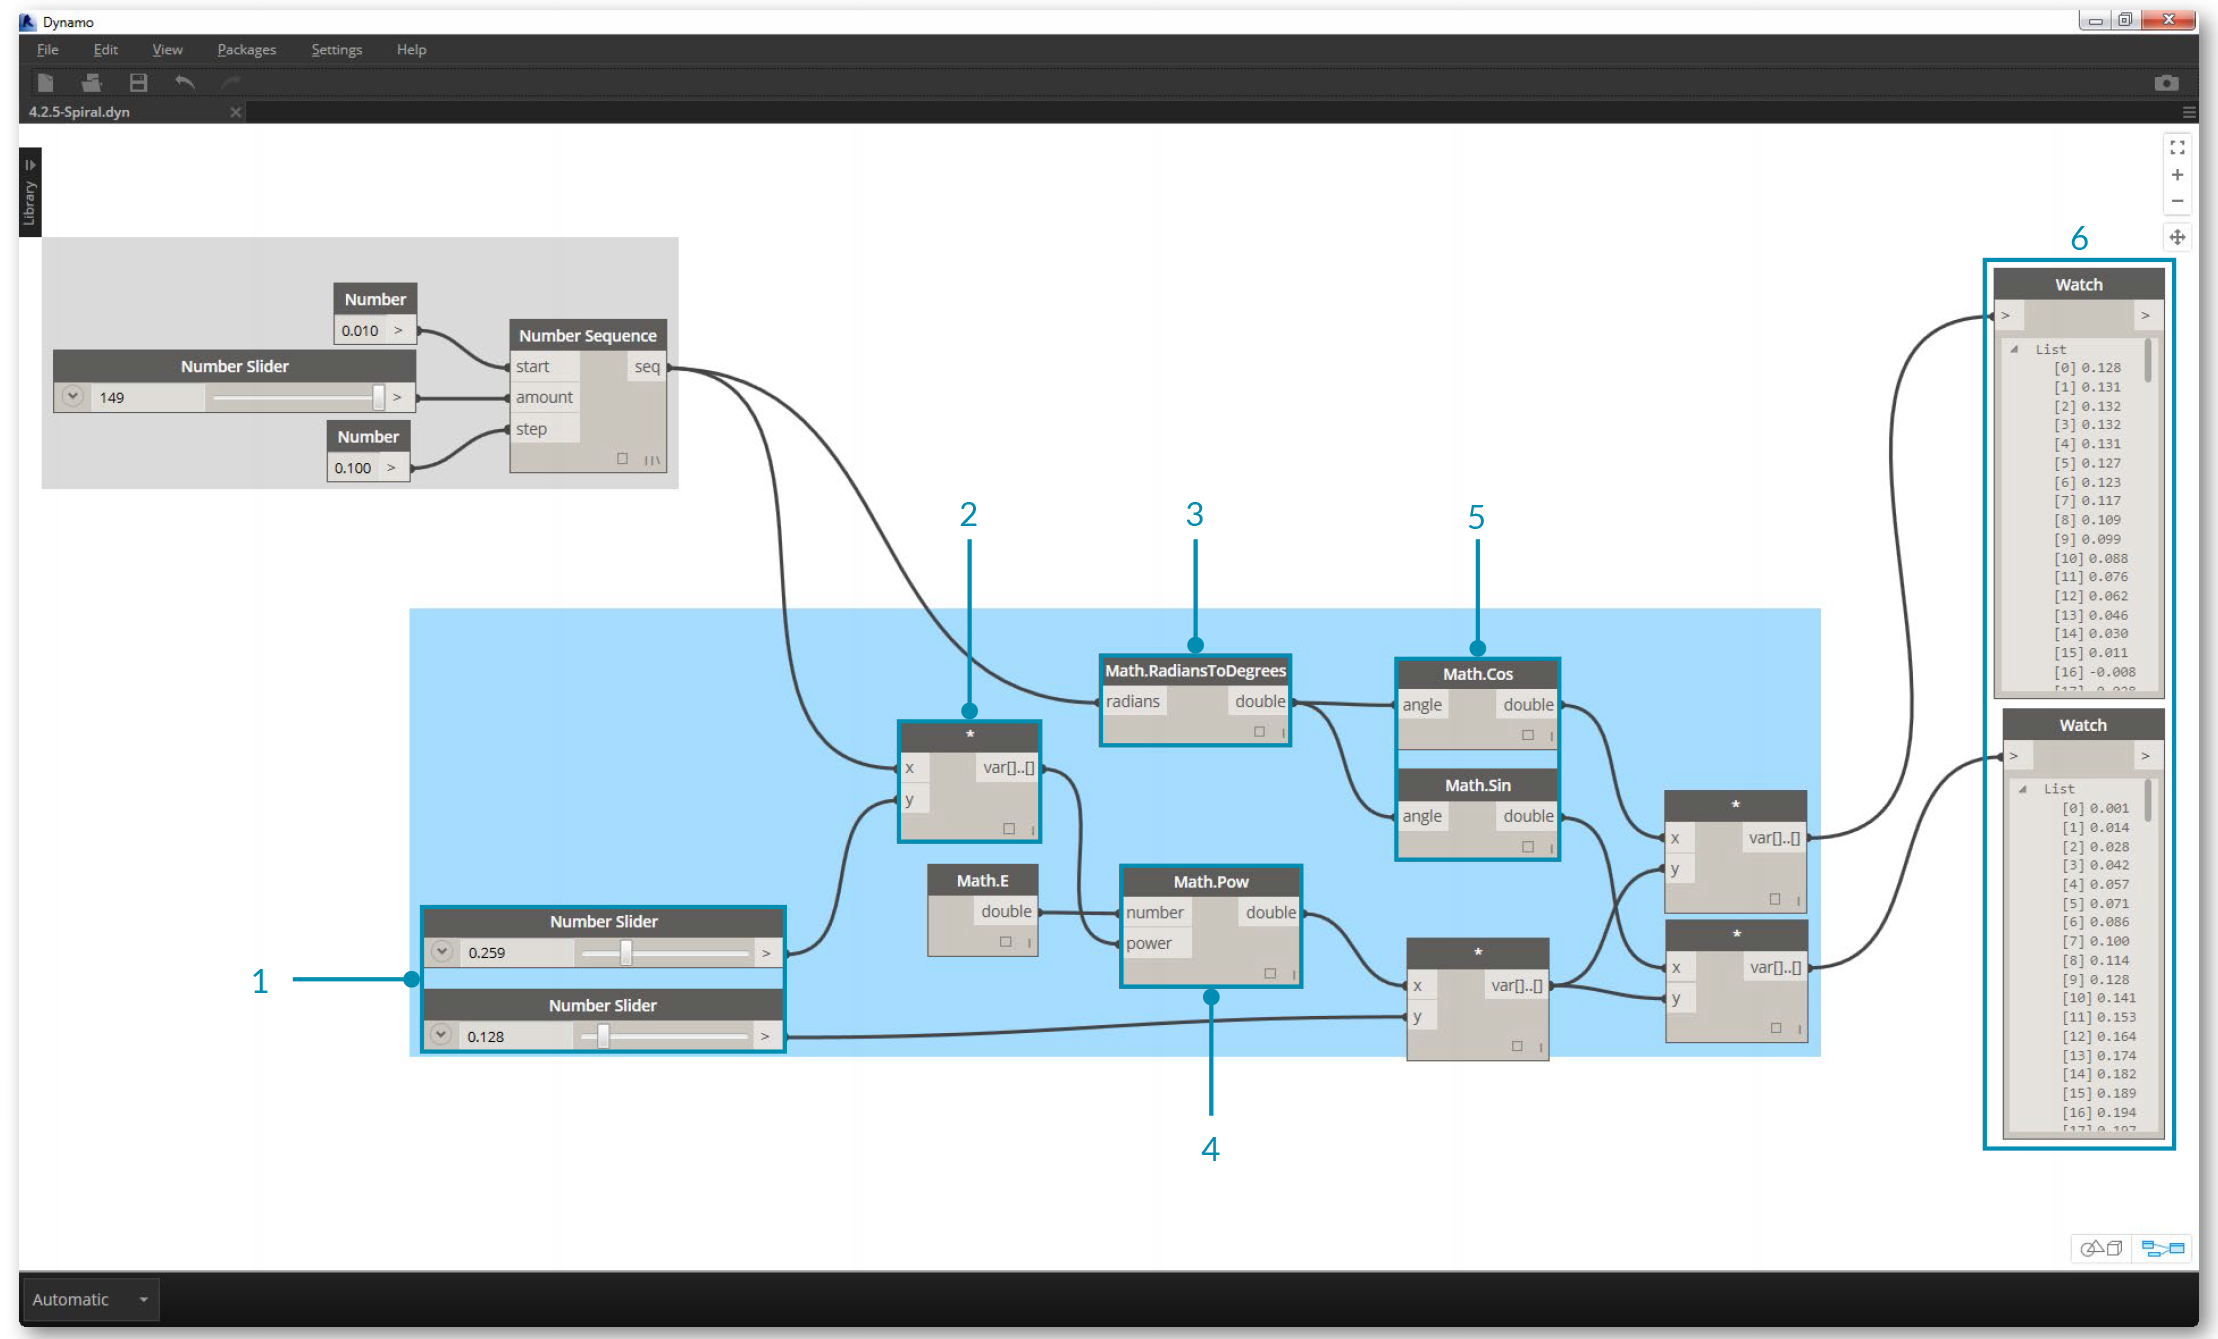 Dynamo
File Edit View Packages Settings Help
4.2.5-Spiral.dyn
Library
Number
0.010 >
Number Slider
149 >
Number
0.100 >
Number Sequence
start seq
amount
step
1
Number Slider
0.259 >
Number Slider
0.128 >
2
*
x var[]..[]
y
Math.E
double
3
Math.RadiansToDegrees
radians double
Math.Pow
number double
power
4
5
Math.Cos
angle double
Math.Sin
angle double
*
x var[]..[]
y
*
x var[]..[]
y
*
x var[]..[]
y
6
Watch
> >
List
[0] 0.128
[1] 0.131
[2] 0.132
[3] 0.132
[4] 0.131
[5] 0.127
[6] 0.123
[7] 0.117
[8] 0.109
[9] 0.099
[10] 0.088
[11] 0.076
[12] 0.062
[13] 0.046
[14] 0.030
[15] 0.011
[16] -0.008
Watch
> >
List
[0] 0.001
[1] 0.014
[2] 0.028
[3] 0.042
[4] 0.057
[5] 0.071
[6] 0.086
[7] 0.100
[8] 0.114
[9] 0.128
[10] 0.141
[11] 0.153
[12] 0.164
[13] 0.174
[14] 0.182
[15] 0.189
[16] 0.194
Automatic